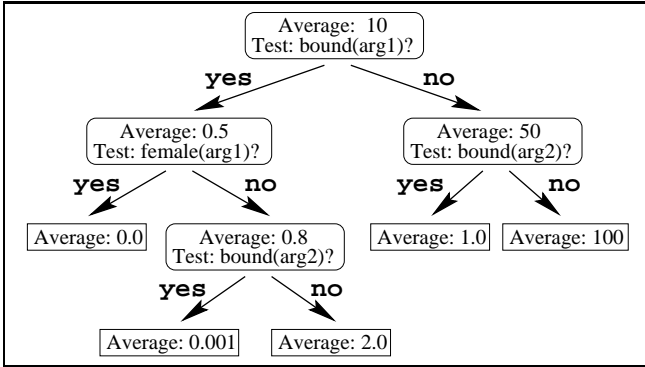 Average: 10
Test: bound(arg1)?
yes
no
Average: 0.5
Test: female(arg1)?
Average: 50
Test: bound(arg2)?
yes
no
yes
no
Average: 0.0
Average: 0.8
Test: bound(arg2)?
Average: 1.0
Average: 100
yes
no
Average: 0.001
Average: 2.0